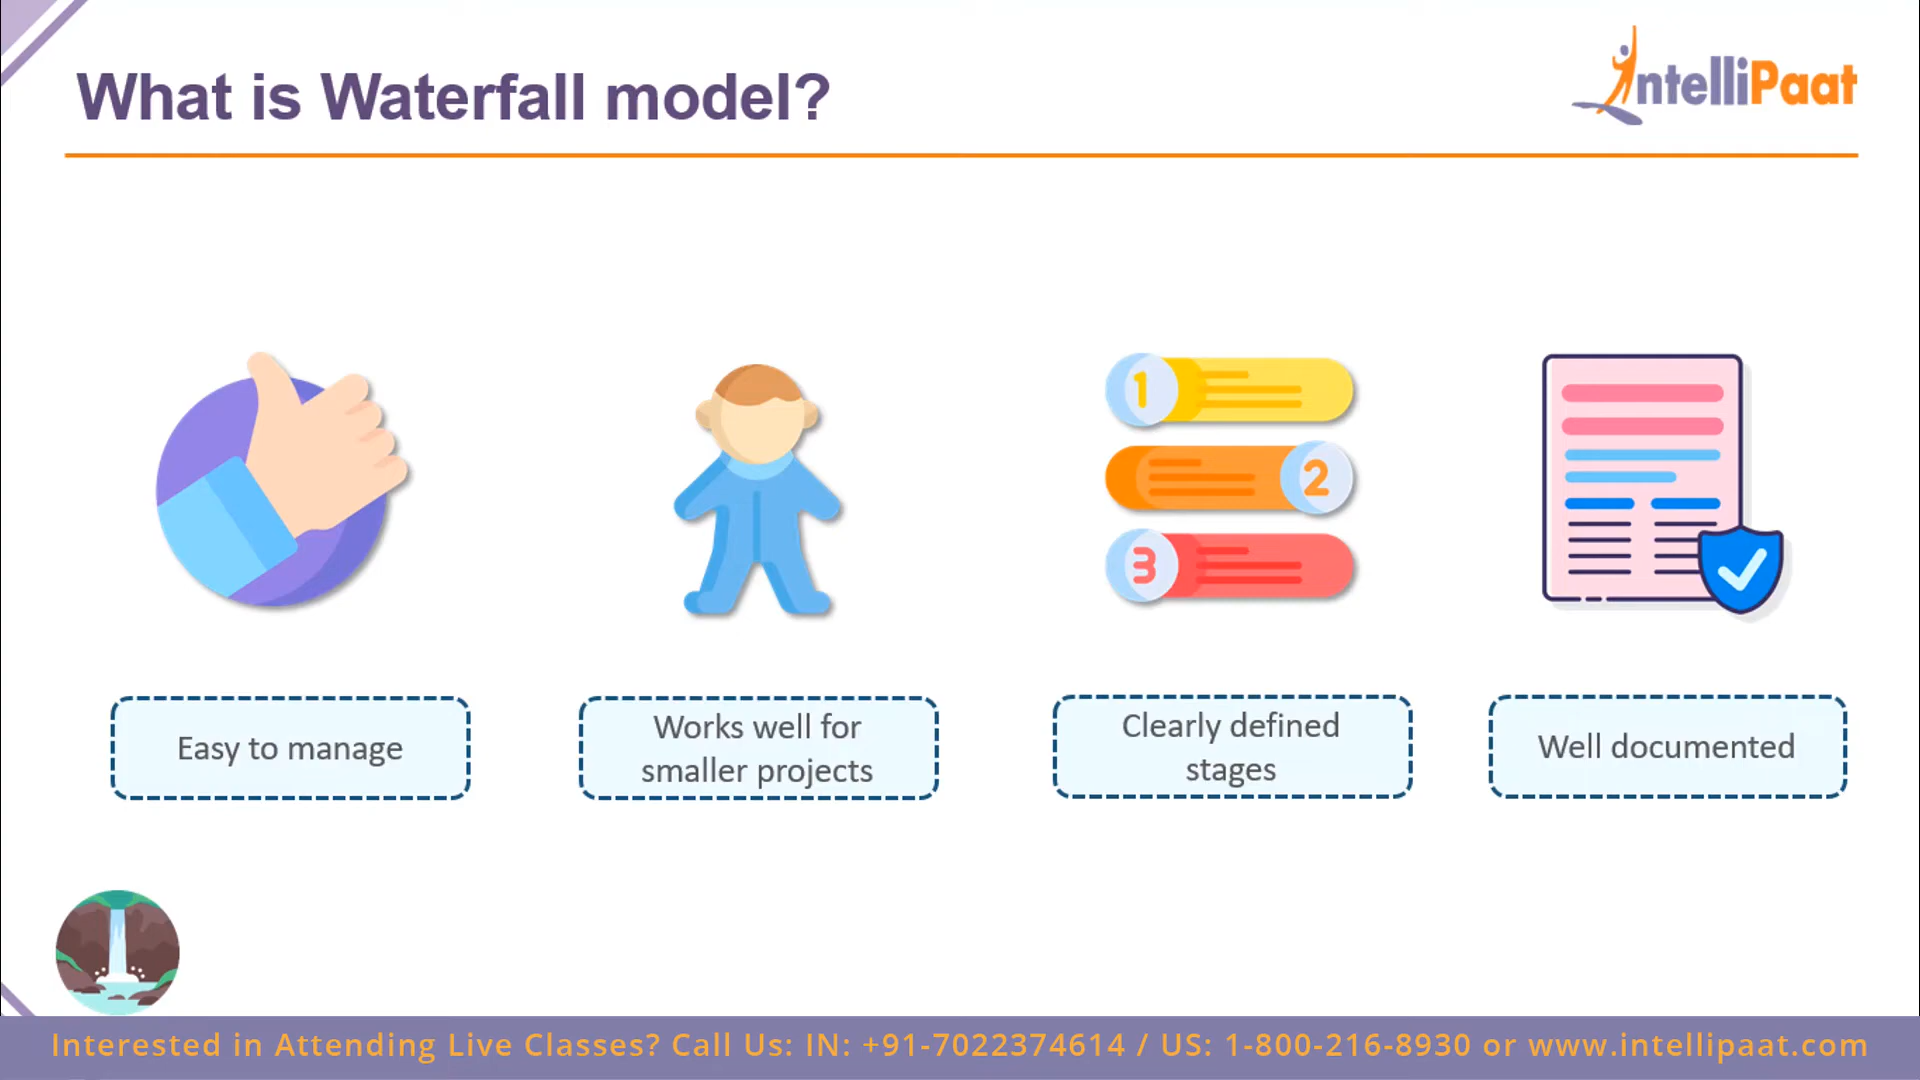 What is Waterfall model?
IntelliPaat
1
2
3
Easy to manage
Works well for
smaller projects
Clearly defined
stages
Well documented
Interested in Attending Live Classes? Call Us: IN: +91-7022374614 / US: 1-800-216-8930 or www.intellipaat.com